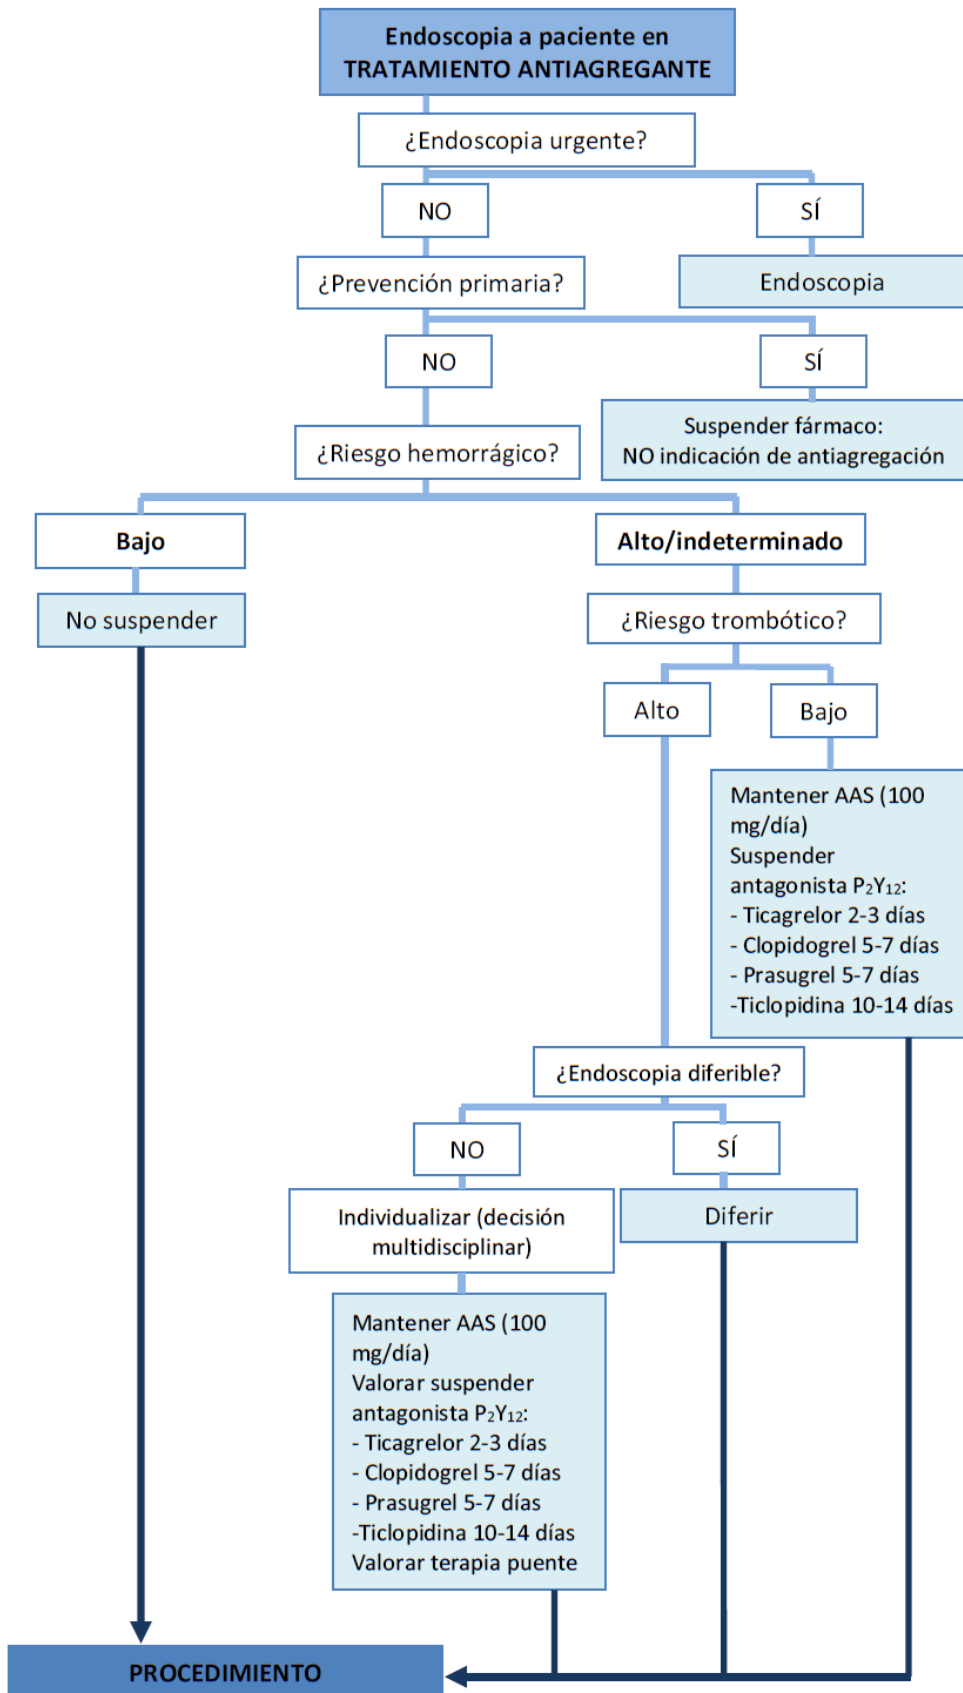 Endoscopia a paciente en
TRATAMIENTO ANTIAGREGANTE
¿Endoscopia urgente?
NO
SÍ
¿Prevención primaria?
Endoscopia
NO
SÍ
¿Riesgo hemorrágico?
Suspender fármaco:
NO indicación de antiagregación
Bajo
Alto/indeterminado
No suspender
¿Riesgo trombótico?
Alto
Bajo
Mantener AAS (100
mg/día)
Suspender
antagonista P₂Y₁₂:
- Ticagrelor 2-3 días
- Clopidogrel 5-7 días
- Prasugrel 5-7 días
-Ticlopidina 10-14 días
¿Endoscopia diferible?
NO
SÍ
Individualizar (decisión
multidisciplinar)
Diferir
Mantener AAS (100
mg/día)
Valorar suspender
antagonista P₂Y₁₂:
- Ticagrelor 2-3 días
- Clopidogrel 5-7 días
- Prasugrel 5-7 días
-Ticlopidina 10-14 días
Valorar terapia puente
PROCEDIMIENTO